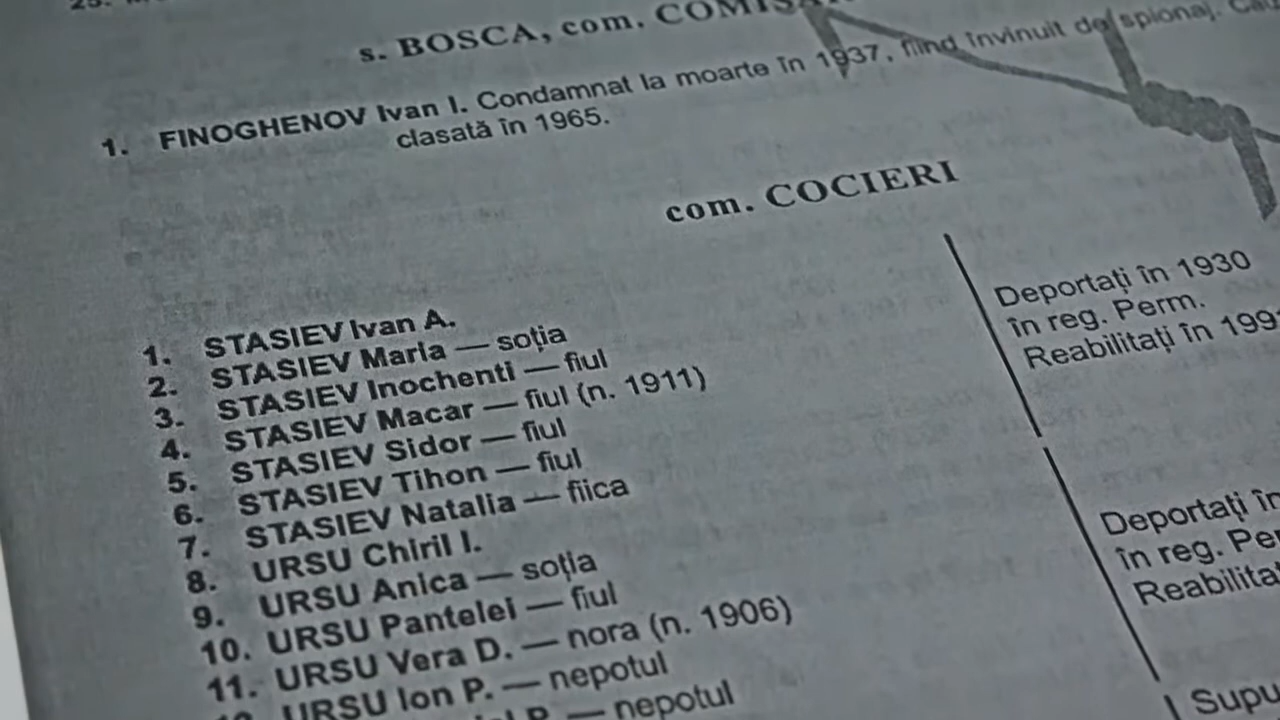 25.
s. BOSCA, com.
1. FINOGHENOV Ivan I. Condamnat la moarte în 1937, fiind învinuit de spionaj.
clasată în 1965.
com. COCIERI
1. STASIEV Ivan A.
2. STASIEV Maria — soția
3. STASIEV Inochenti — fiul
4. STASIEV Macar — fiul (n. 1911)
5. STASIEV Sidor — fiul
6. STASIEV Tihon — fiul
7. STASIEV Natalia — fiica
8. URSU Chiril I.
9. URSU Anica — soția
10. URSU Pantelei — fiul
11. URSU Vera D. — nora (n. 1906)
URSU Ion P. — nepotul
P. — nepotul
Deportați în 1930
în reg. Perm.
Reabilitați în
Deportați în
în reg.